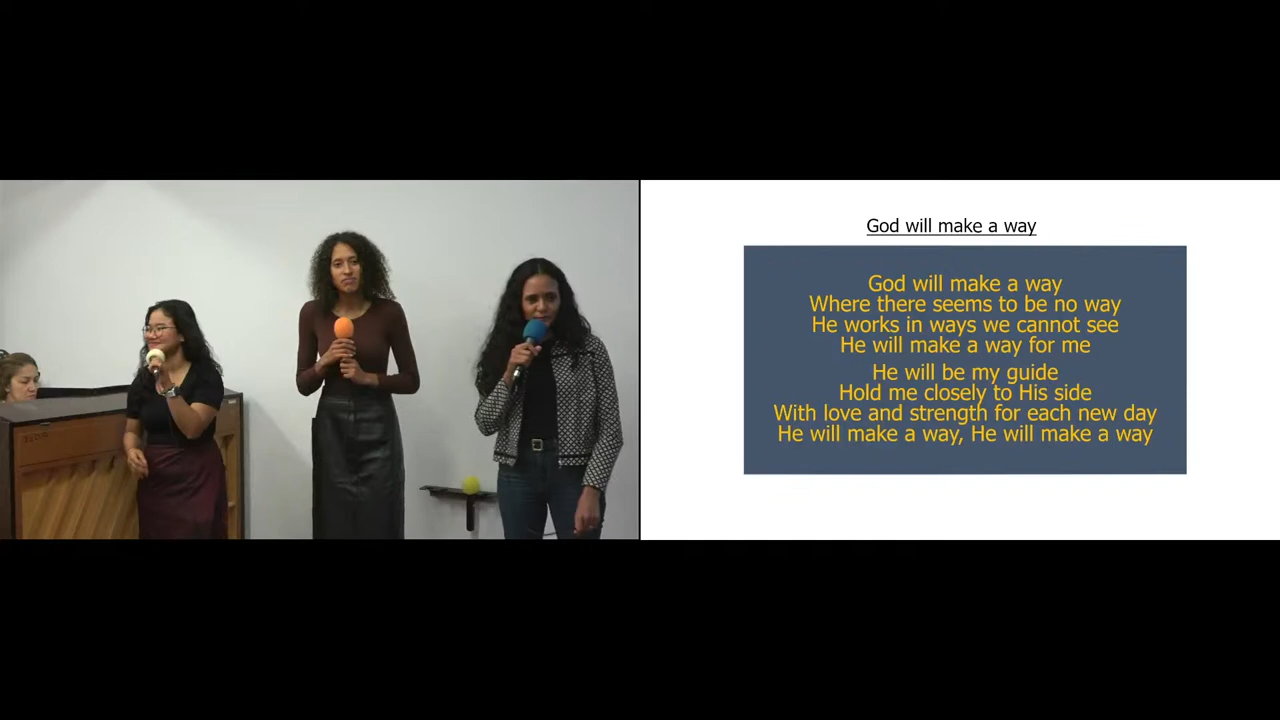 God will make a way
God will make a way
Where there seems to be no way
He works in ways we cannot see
He will make a way for me
He will be my guide
Hold me closely to His side
With love and strength for each new day
He will make a way, He will make a way